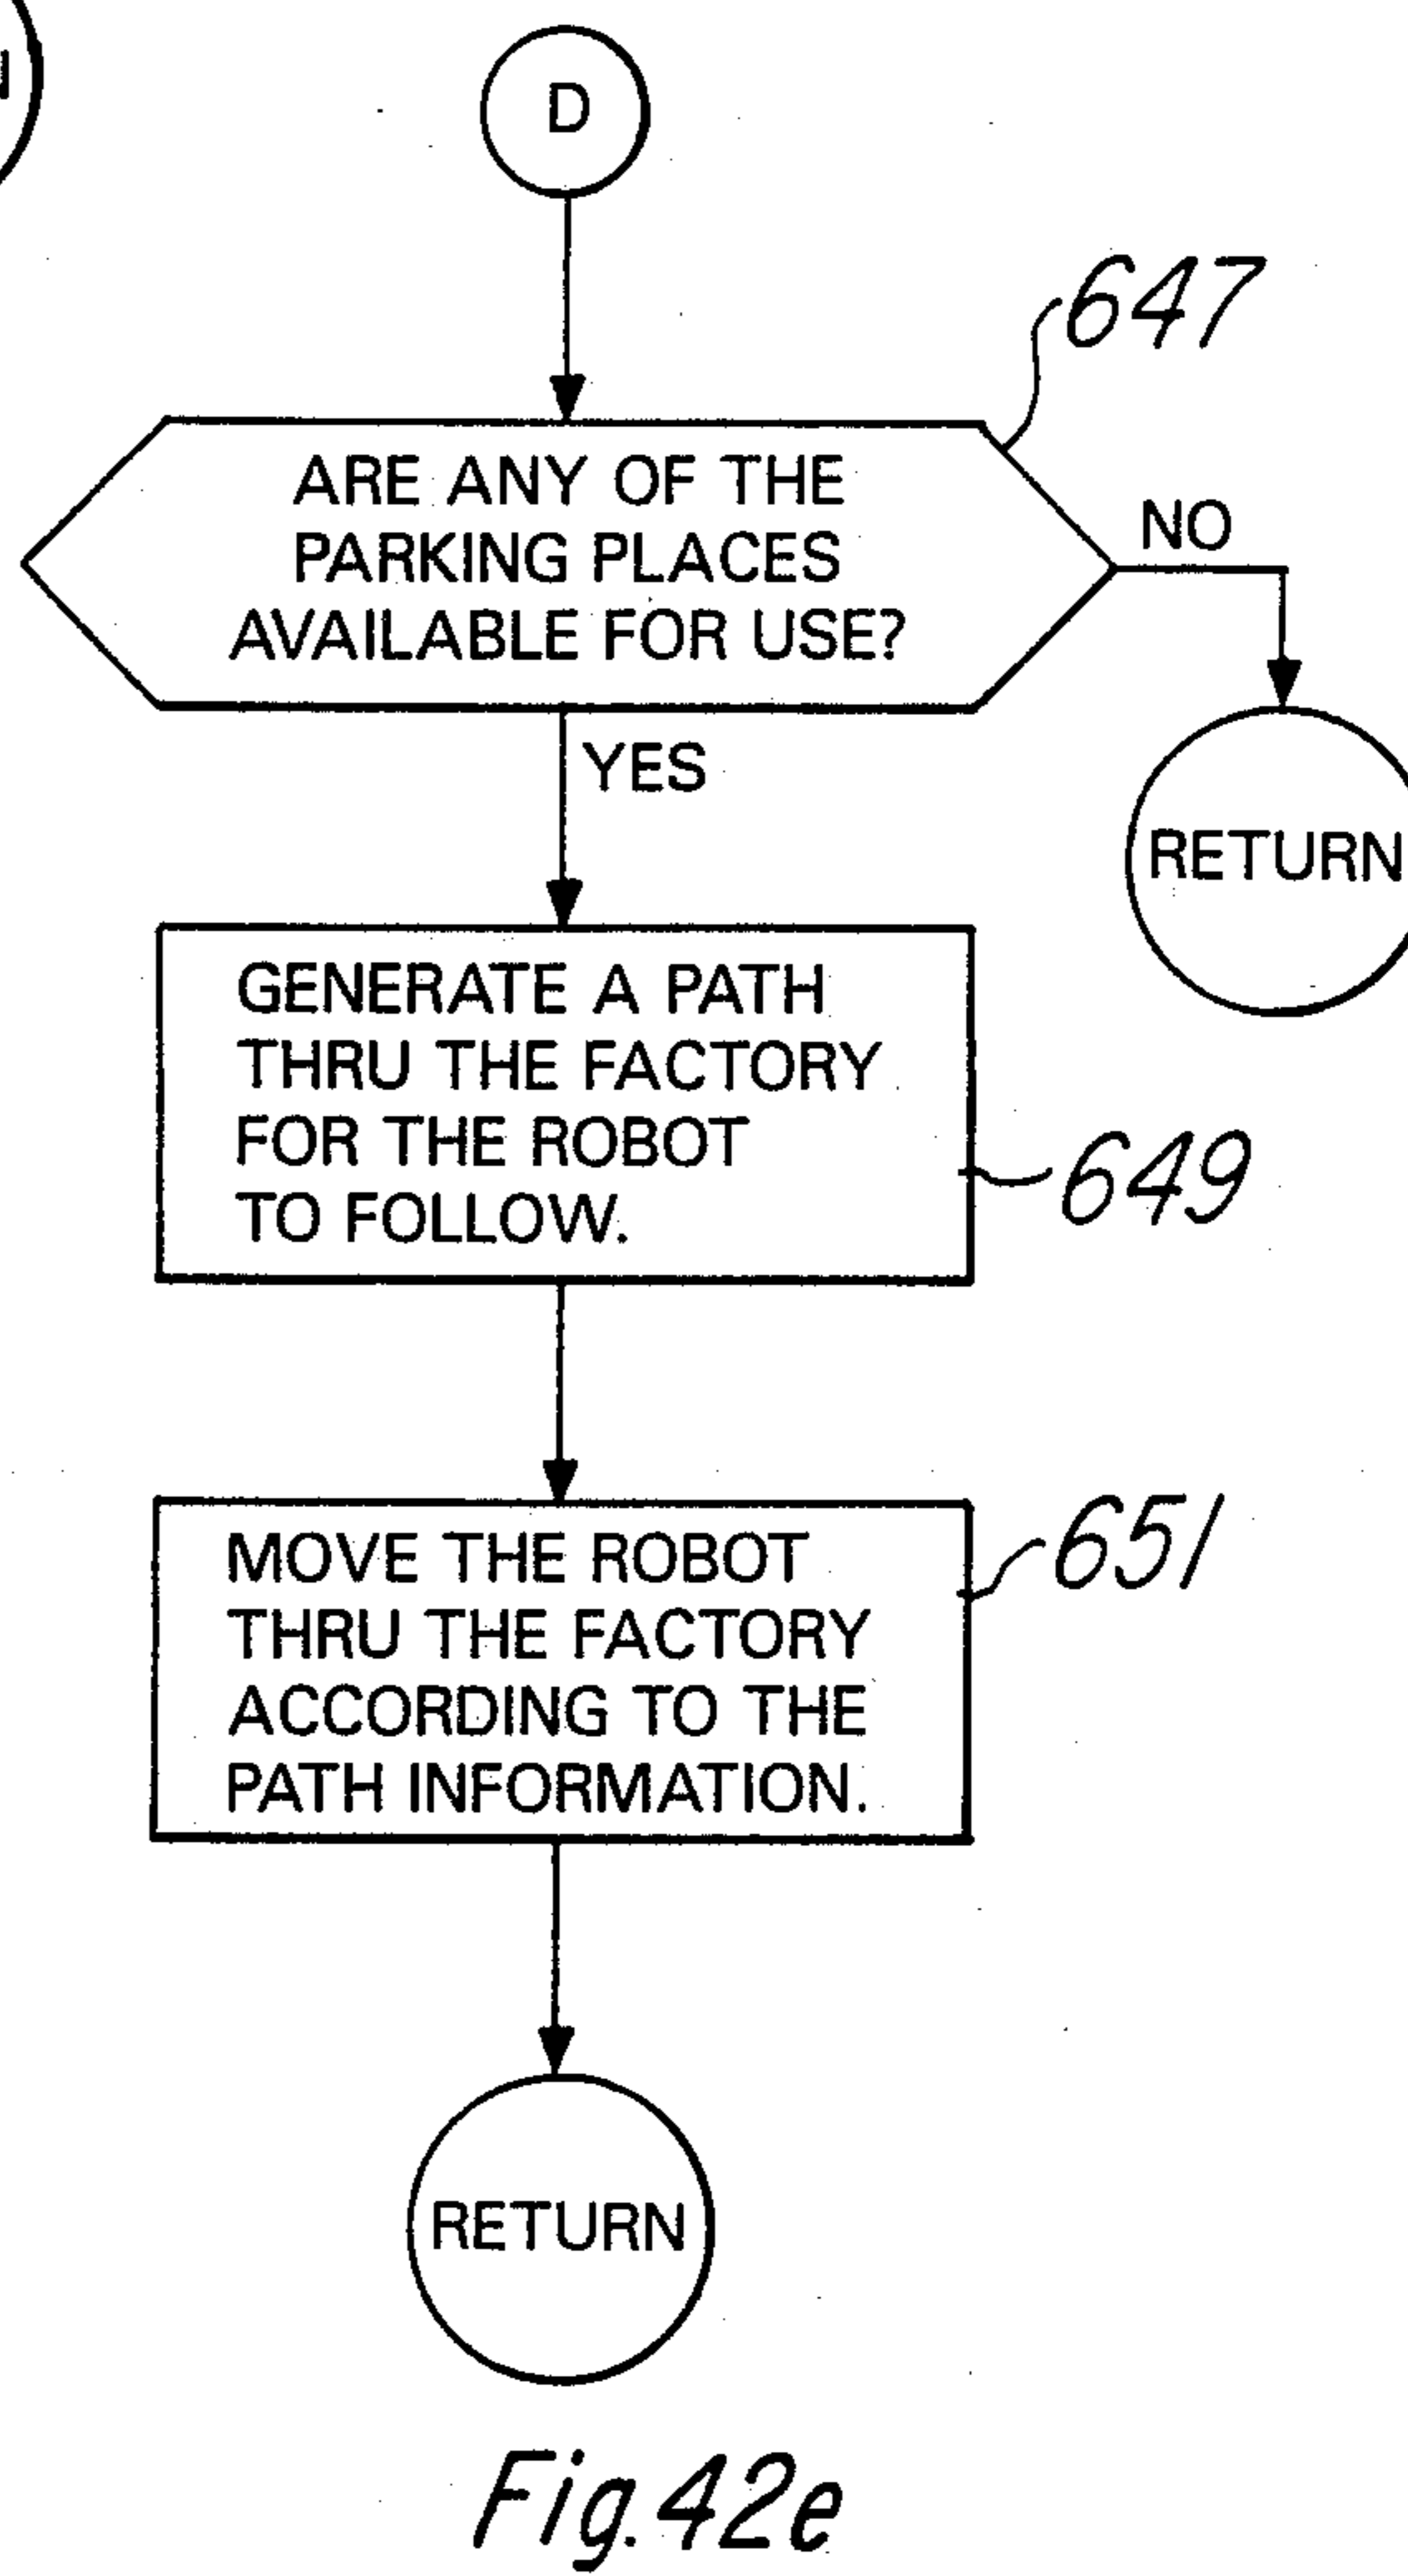 D
647
ARE ANY OF THE
PARKING PLACES
AVAILABLE FOR USE?
NO
YES
RETURN
GENERATE A PATH
THRU THE FACTORY
FOR THE ROBOT
TO FOLLOW.
649
MOVE THE ROBOT
THRU THE FACTORY
ACCORDING TO THE
PATH INFORMATION.
651
RETURN
Fig. 42e